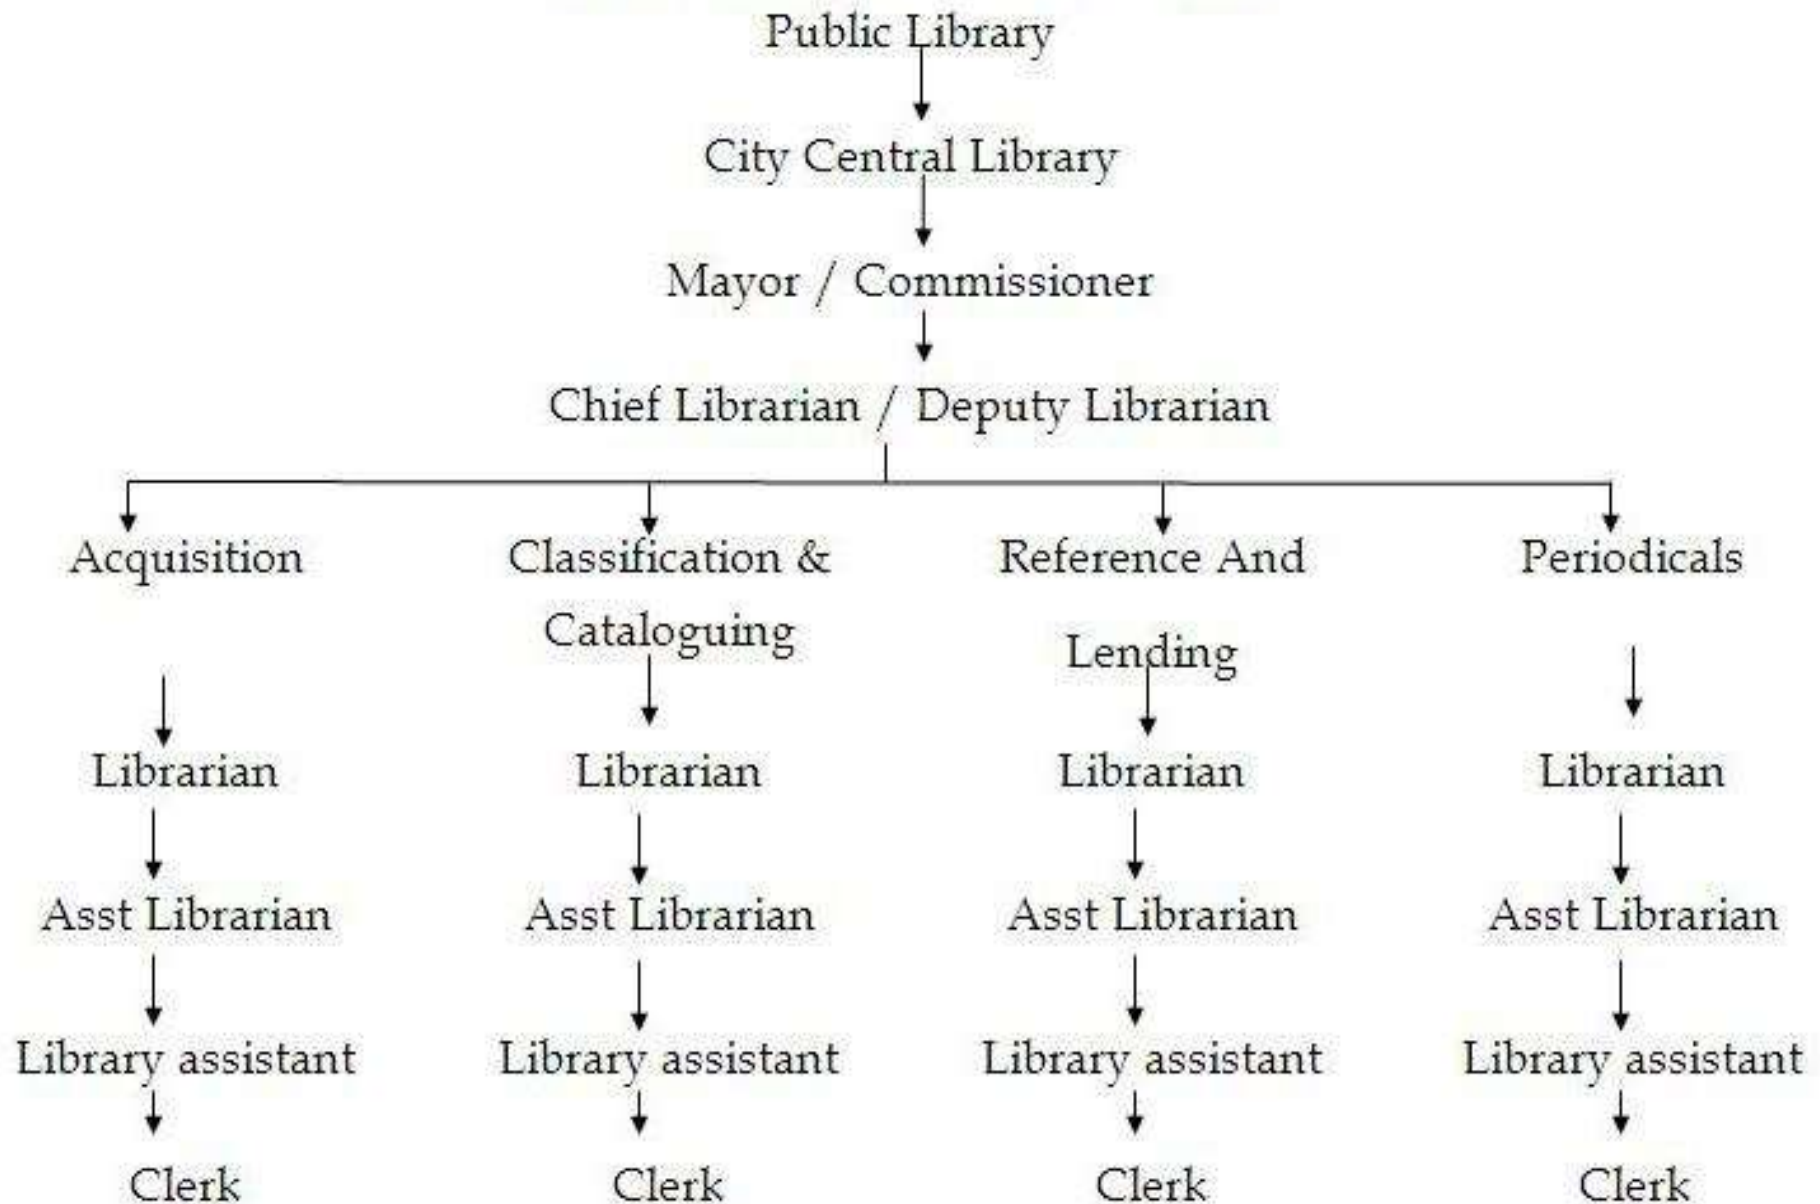 Public Library
City Central Library
Mayor / Commissioner
Chief Librarian / Deputy Librarian
Acquisition
Classification &
Cataloguing
Reference And
Lending
Periodicals
Librarian Librarian Librarian Librarian
Asst Librarian Asst Librarian Asst Librarian Asst Librarian
Library assistant Library assistant Library assistant Library assistant
Clerk Clerk Clerk Clerk